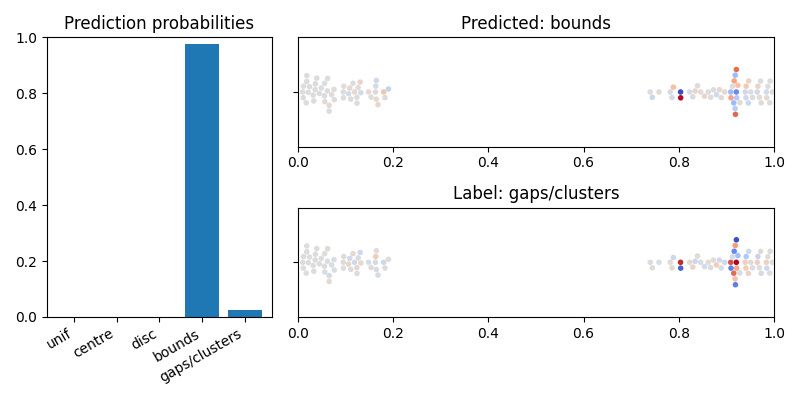 Prediction probabilities
1.0
0.8
0.6
0.4
0.2
0.0
unif
centre
disc
bounds
gaps/clusters
Predicted: bounds
0.0 0.2 0.4 0.6 0.8 1.0
Label: gaps/clusters
0.0 0.2 0.4 0.6 0.8 1.0